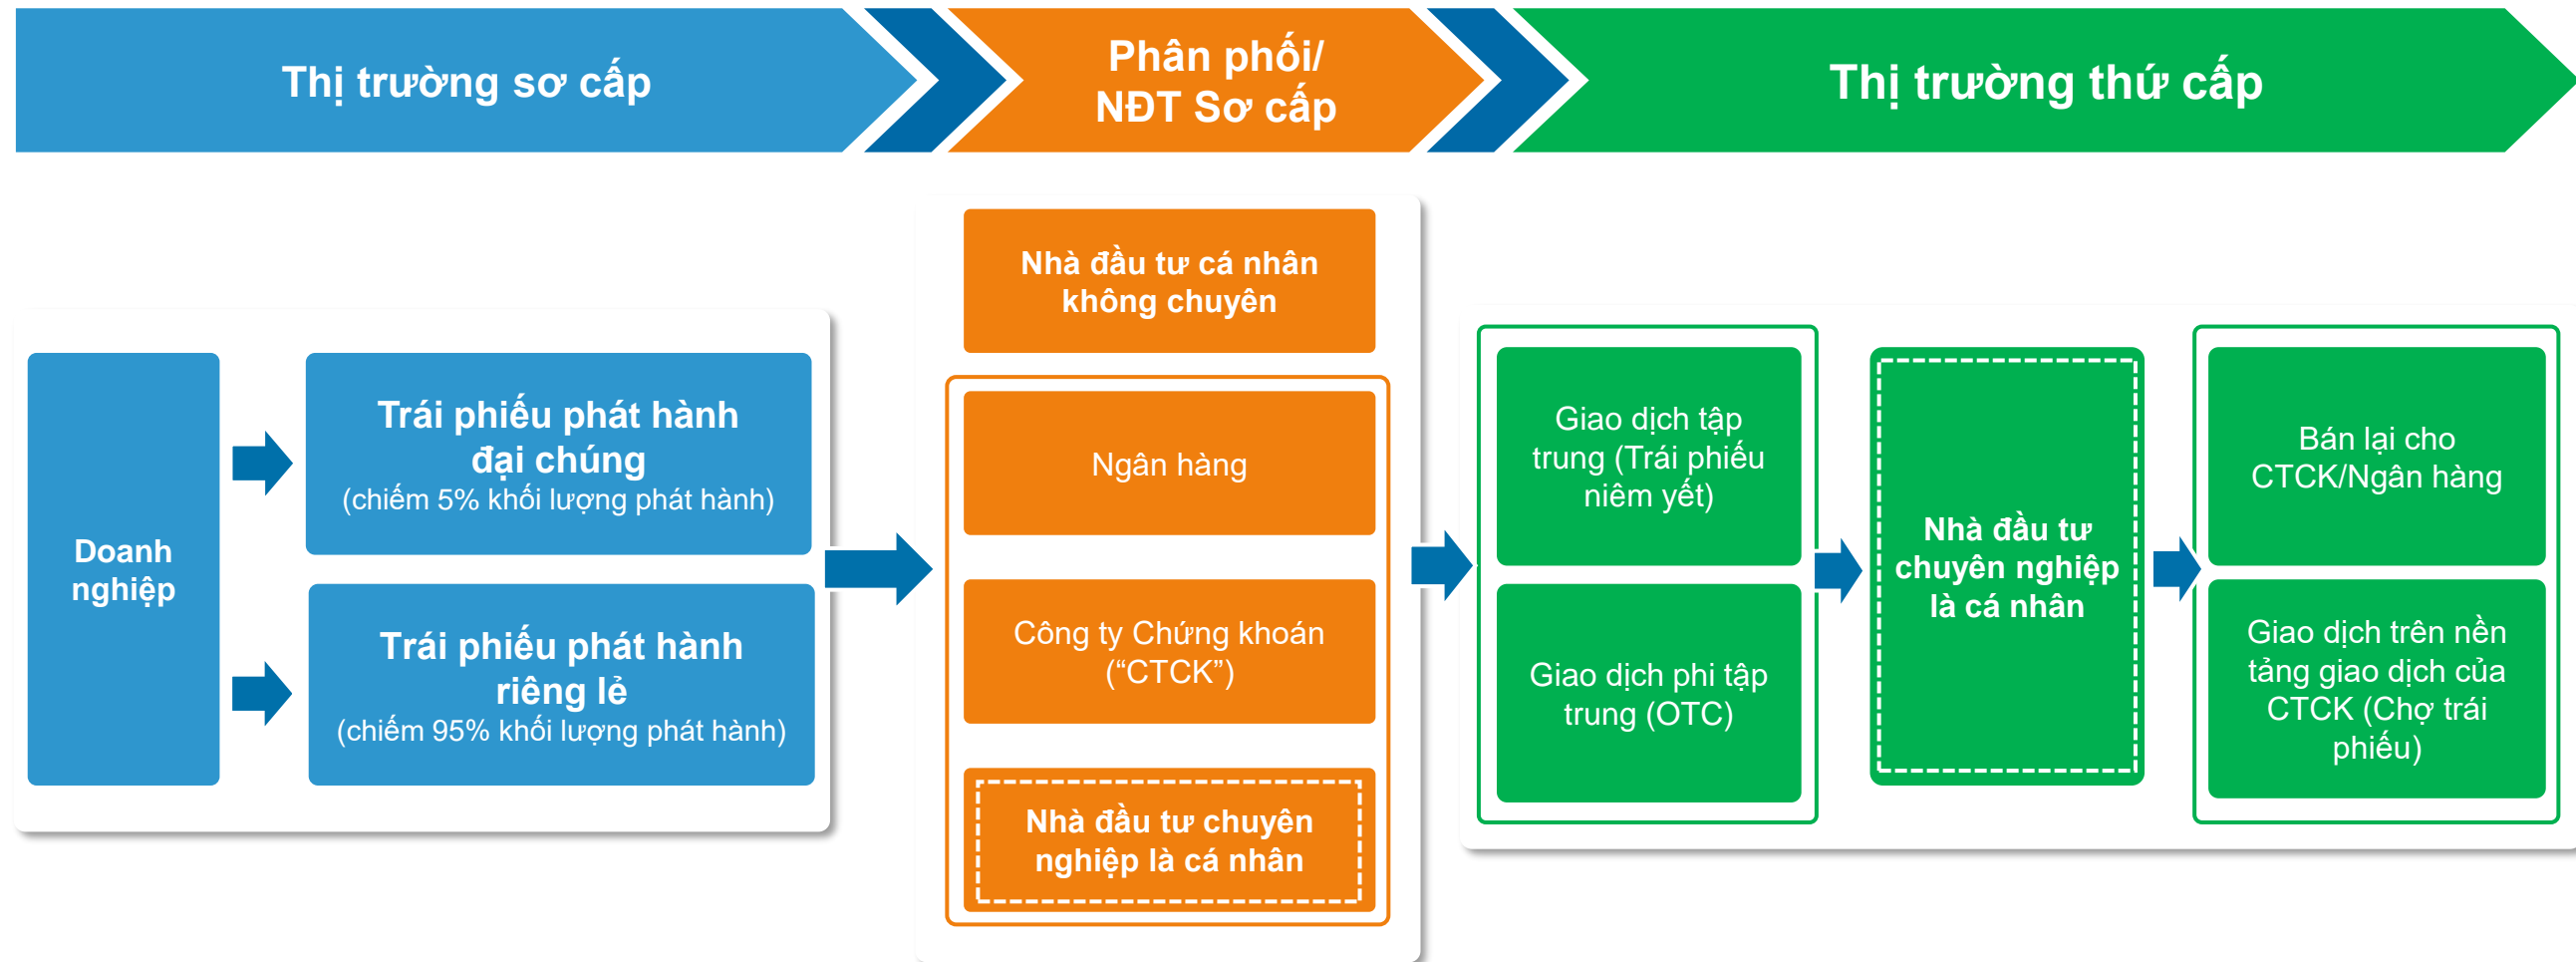 Thị trường sơ cấp
Phân phối/
NĐT Sơ cấp
Thị trường thứ cấp
Doanh
nghiệp
Trái phiếu phát hành
đại chúng
(chiếm 5% khối lượng phát hành)
Trái phiếu phát hành
riêng lẻ
(chiếm 95% khối lượng phát hành)
Nhà đầu tư cá nhân
không chuyên
Ngân hàng
Công ty Chứng khoán
(“CTCK”)
Nhà đầu tư chuyên
nghiệp là cá nhân
Giao dịch tập
trung (Trái phiếu
niêm yết)
Giao dịch phi tập
trung (OTC)
Nhà đầu tư
chuyên nghiệp
là cá nhân
Bán lại cho
CTCK/Ngân hàng
Giao dịch trên nền
tảng giao dịch của
CTCK (Chợ trái
phiếu)